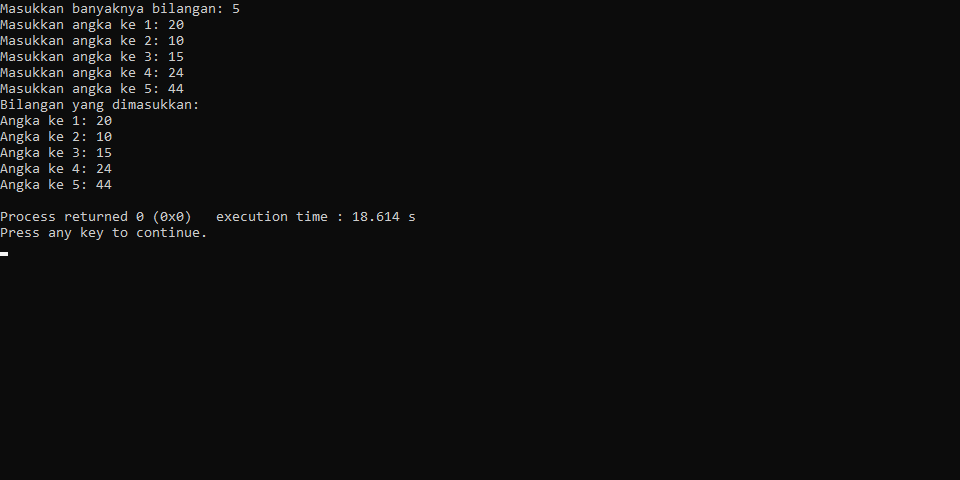 Masukkan banyaknya bilangan: 5
Masukkan angka ke 1: 20
Masukkan angka ke 2: 10
Masukkan angka ke 3: 15
Masukkan angka ke 4: 24
Masukkan angka ke 5: 44
Bilangan yang dimasukkan:
Angka ke 1: 20
Angka ke 2: 10
Angka ke 3: 15
Angka ke 4: 24
Angka ke 5: 44

Process returned 0 (0x0)   execution time : 18.614 s
Press any key to continue.